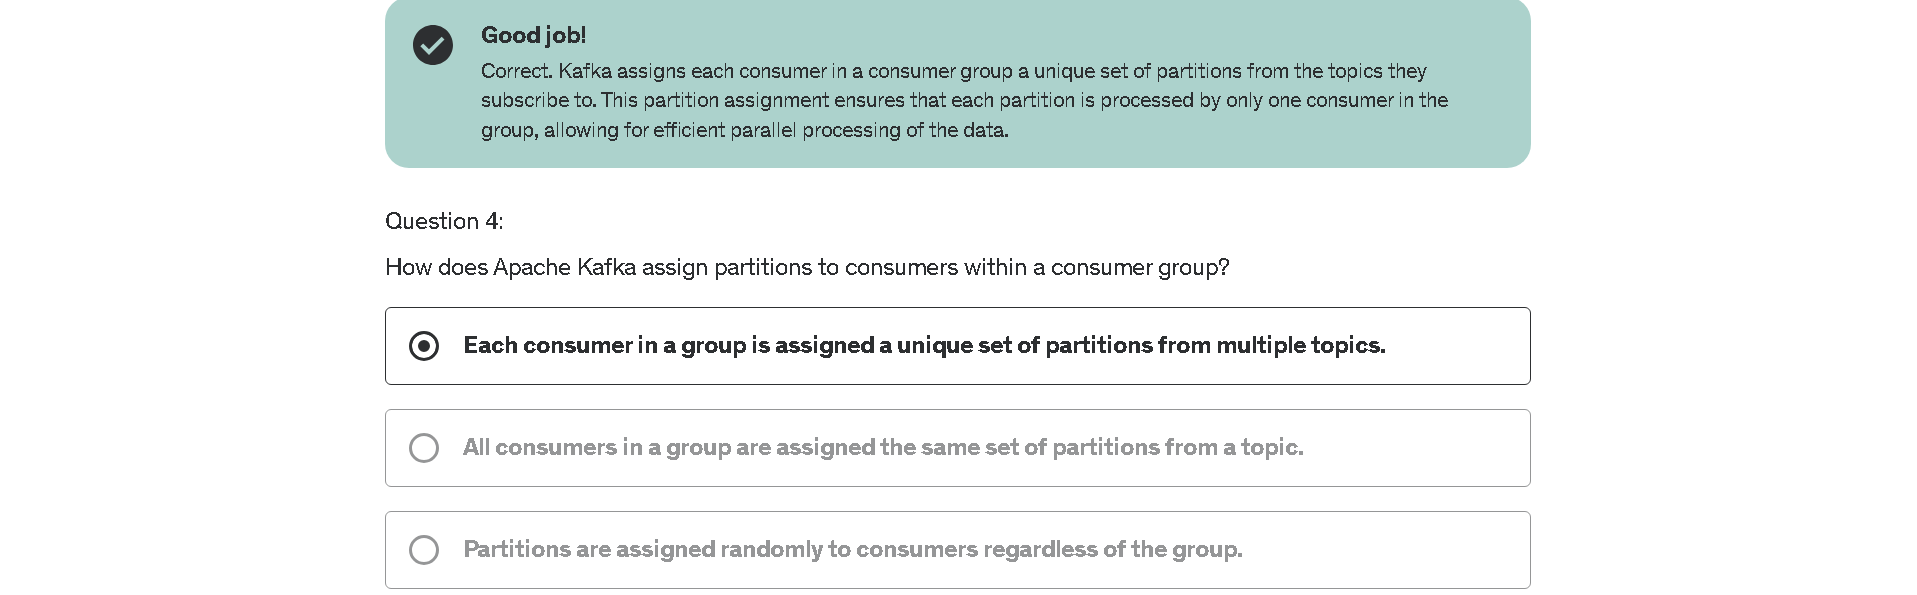 Good job!
Correct. Kafka assigns each consumer in a consumer group a unique set of partitions from the topics they
subscribe to. This partition assignment ensures that each partition is processed by only one consumer in the
group, allowing for efficient parallel processing of the data.
Question 4:
How does Apache Kafka assign partitions to consumers within a consumer group?
Each consumer in a group is assigned a unique set of partitions from multiple topics.
All consumers in a group are assigned the same set of partitions from a topic.
Partitions are assigned randomly to consumers regardless of the group.